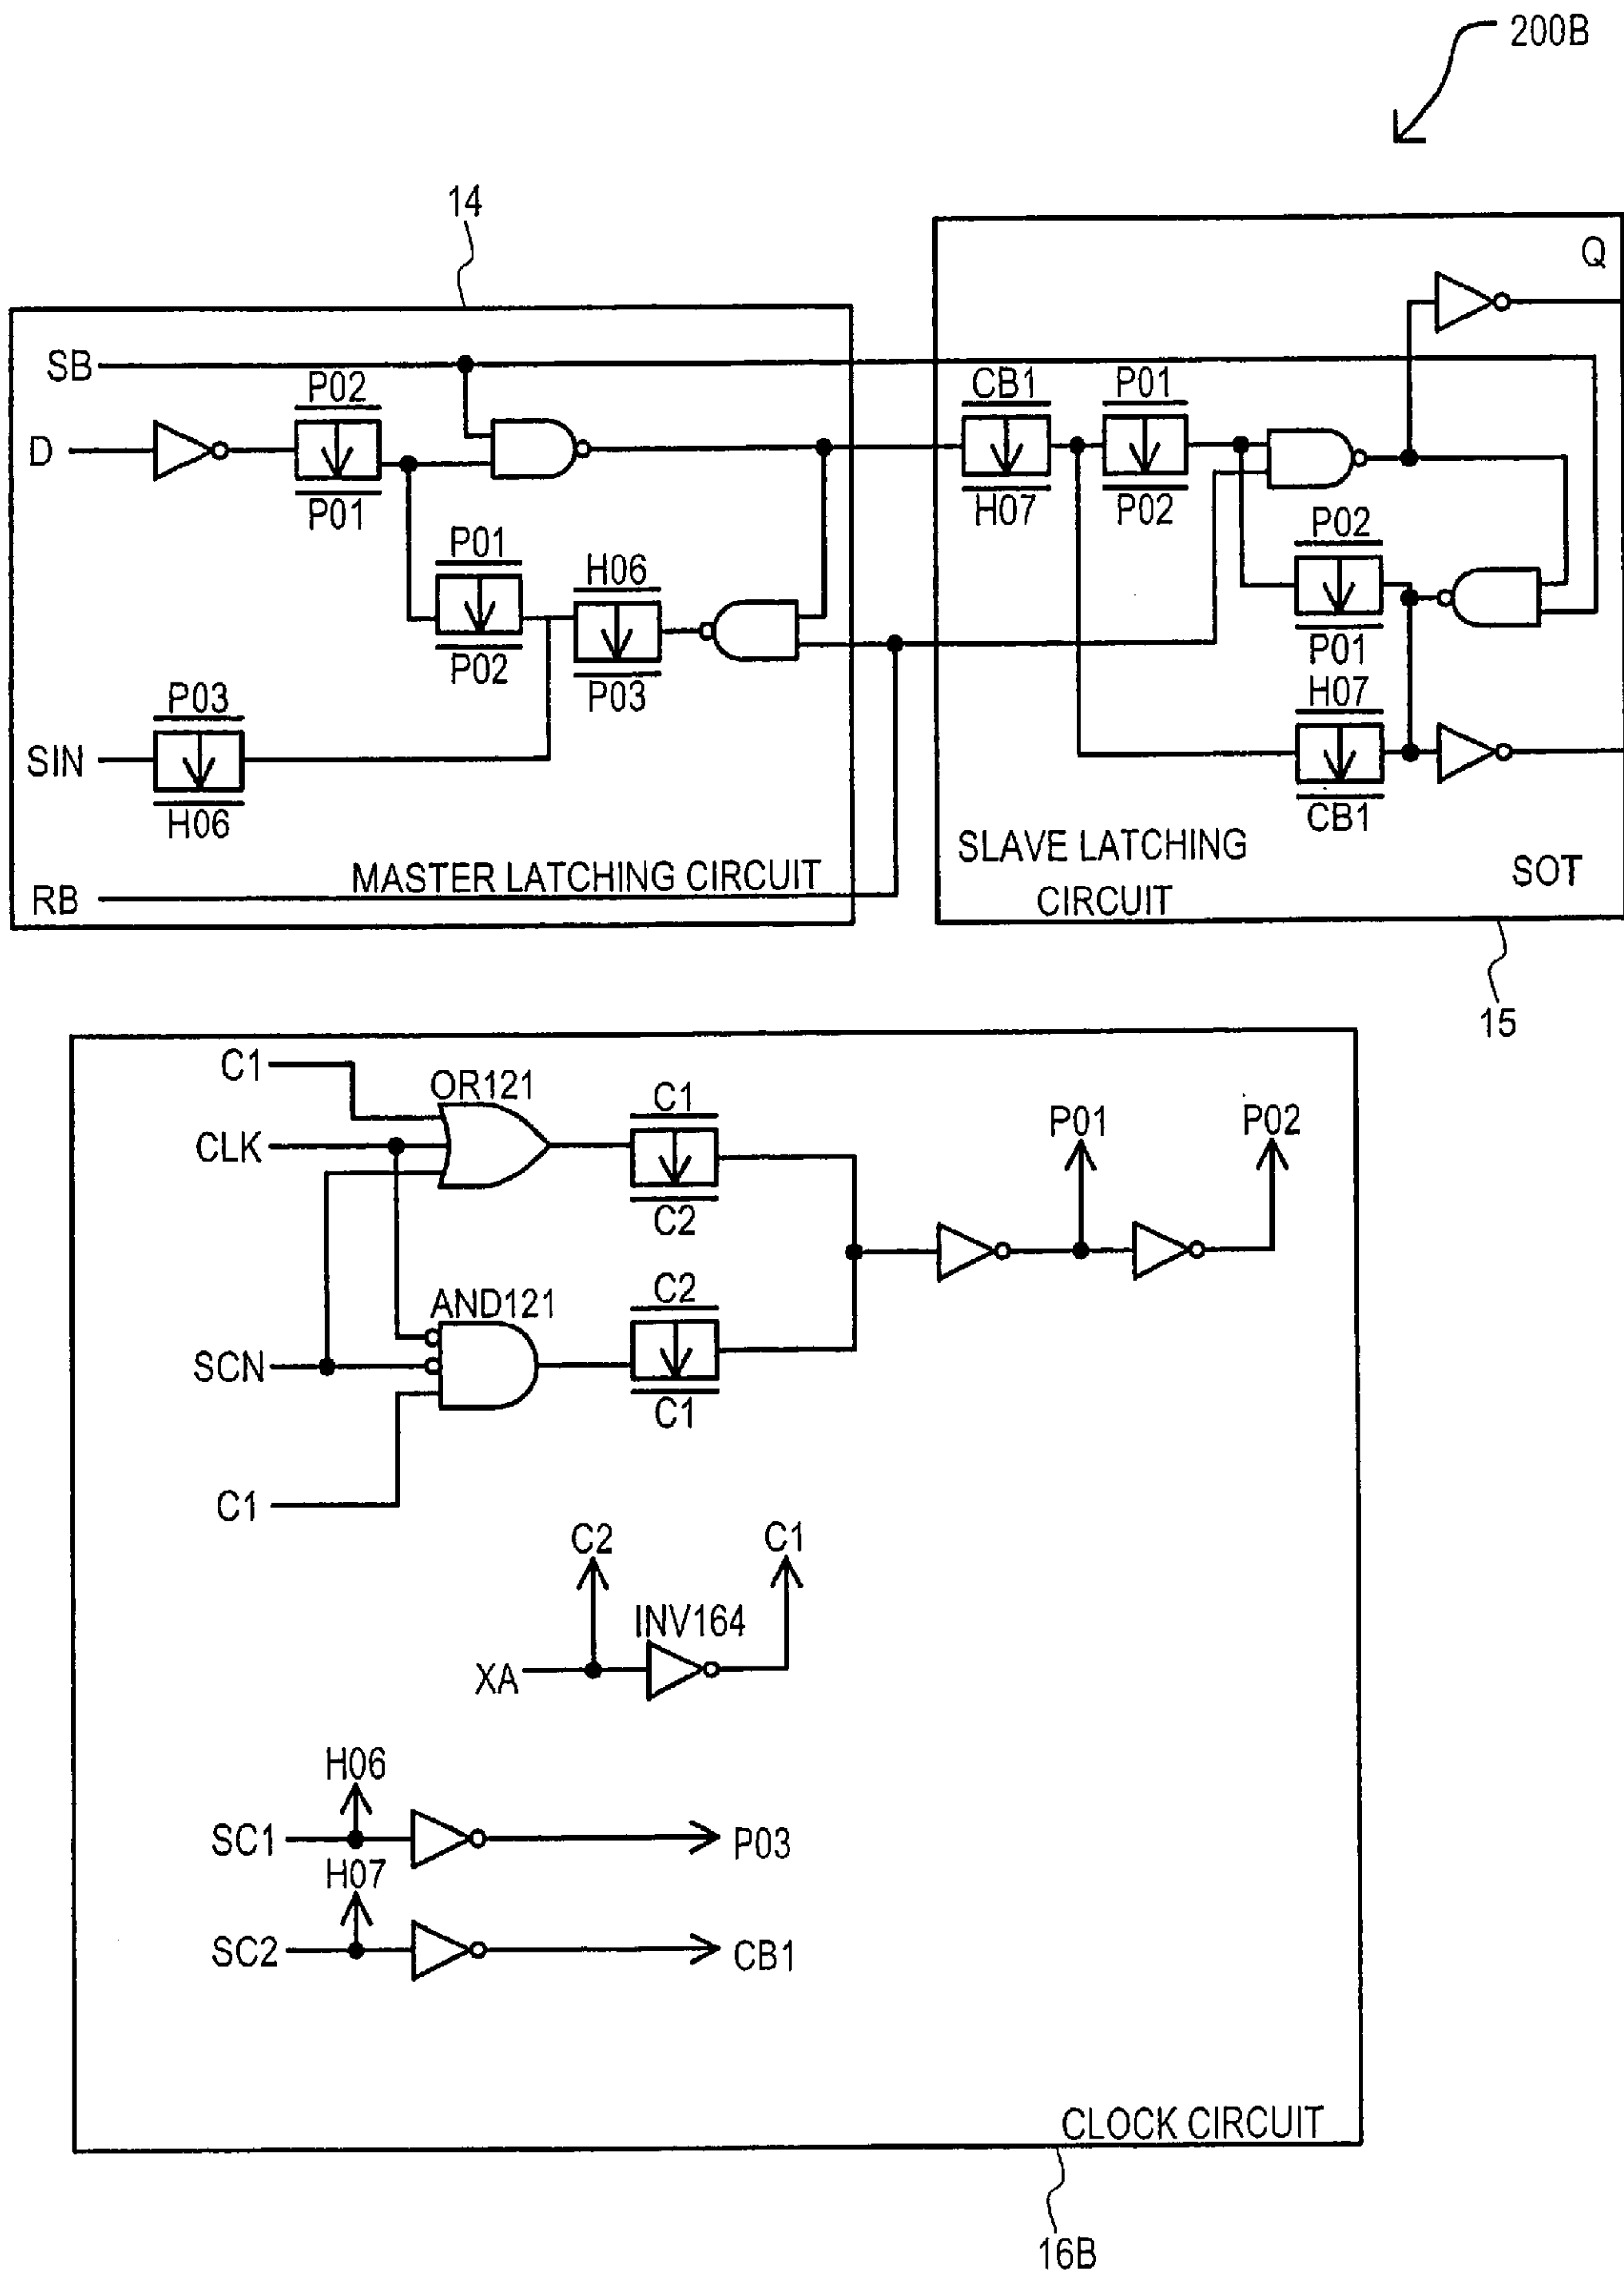 200B
14
Q
SB
P02
CB1
P01
D
P01
H07
P02
P01
H06
P02
P02
P03
P01
P03
H07
SIN
H06
CB1
MASTER LATCHING CIRCUIT
SLAVE LATCHING
CIRCUIT
SOT
RB
15
C1
OR121
C1
P01
P02
CLK
C2
AND121
C2
SCN
C1
C1
C2
C1
INV164
XA
H06
SC1
P03
H07
SC2
CB1
CLOCK CIRCUIT
16B